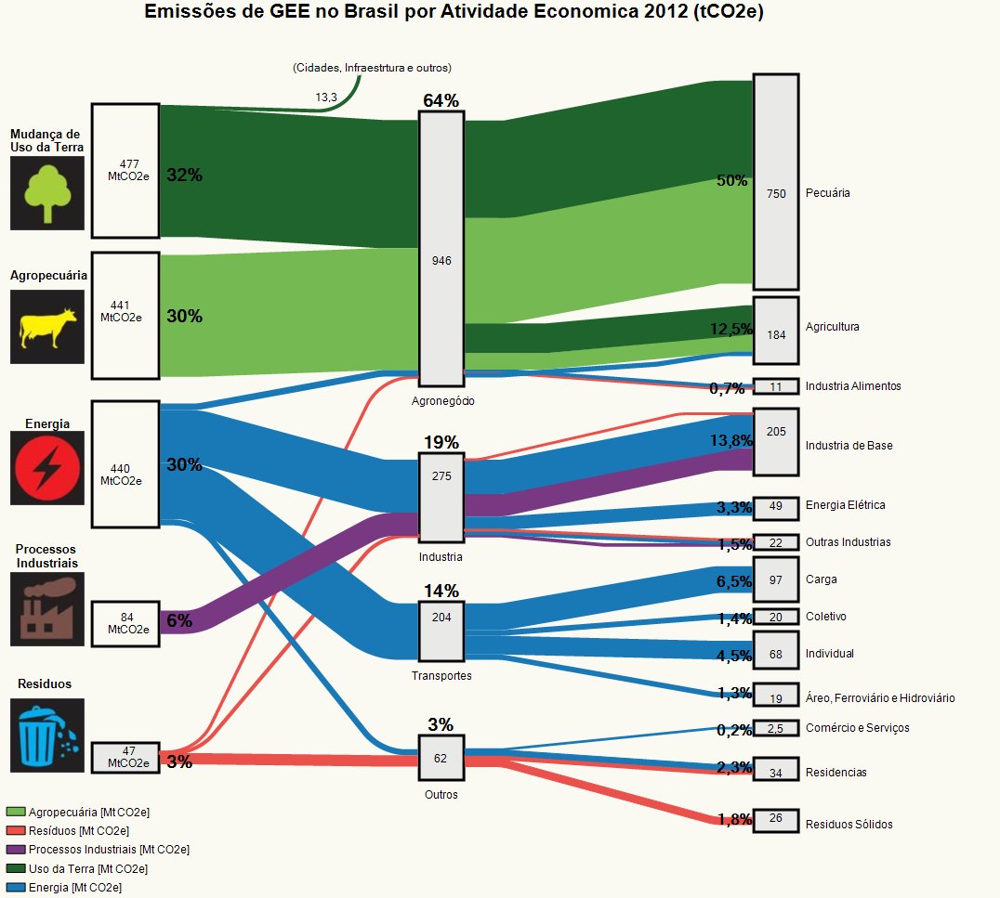 Emissões de GEE no Brasil por Atividade Economica 2012 (tCO2e)
(Cidades, Infraestrtura e outros)
13,3
Mudança de
Uso da Terra
477
MtCO2e
32%
Agropecuária
441
MtCO2e
30%
Energia
440
MtCO2e
30%
Processos
Industriais
84
MtCO2e
6%
Residuos
47
MtCO2e
3%
64%
946
Agronegócio
19%
275
Industria
14%
204
Transportes
3%
62
Outros
50%
750
Pecuária
12,5%
184
Agricultura
0,7%
11
Industria Alimentos
13,8%
205
Industria de Base
3,3%
49
Energia Elétrica
1,5%
22
Outras Industrias
6,5%
97
Carga
1,4%
20
Coletivo
4,5%
68
Individual
1,3%
19
Áreo, Ferroviário e Hidroviário
0,2%
2,5
Comércio e Serviços
2,3%
34
Residencias
1,8%
26
Residuos Sôlidos
Agropecuária [Mt CO2e]
Resíduos [Mt CO2e]
Processos Industriais [Mt CO2e]
Uso da Terra [Mt CO2e]
Energia [Mt CO2e]